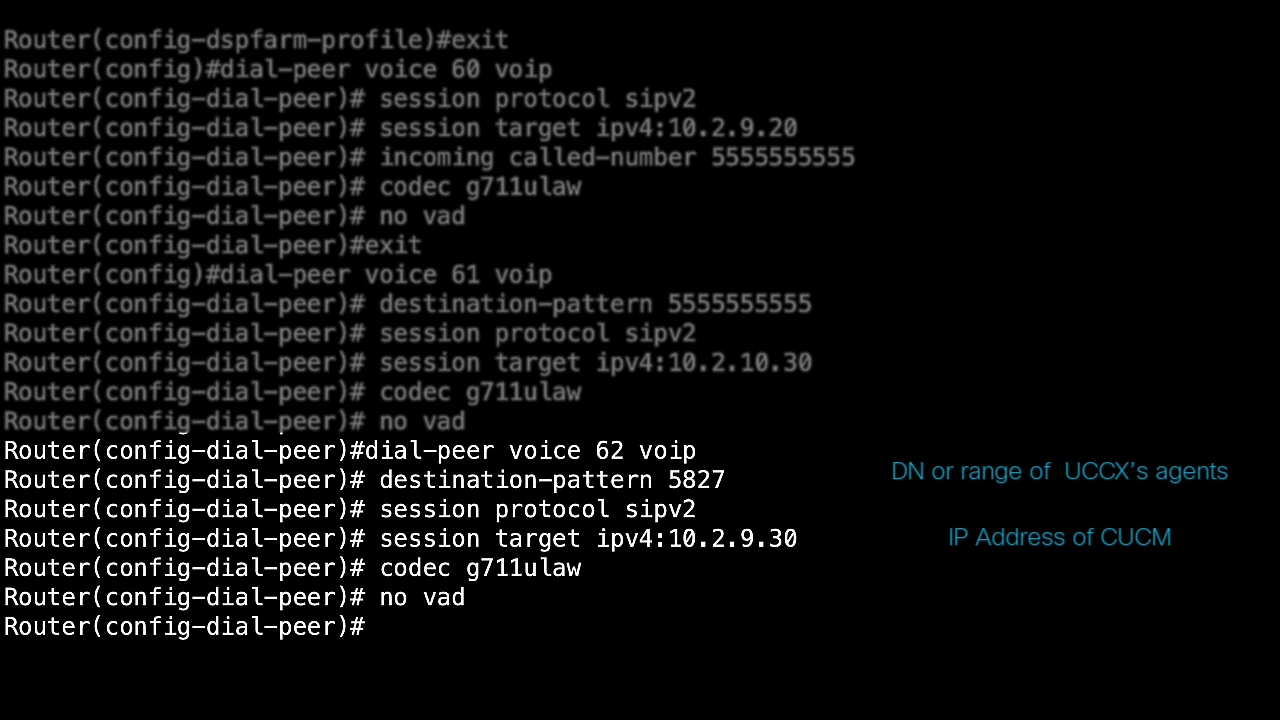 Router(config-dspfarm-profile)#exit
Router(config)#dial-peer voice 60 voip
Router(config-dial-peer)# session protocol sipv2
Router(config-dial-peer)# session target ipv4:10.2.9.20
Router(config-dial-peer)# incoming called-number 5555555555
Router(config-dial-peer)# codec g711ulaw
Router(config-dial-peer)# no vad
Router(config-dial-peer)#exit
Router(config)#dial-peer voice 61 voip
Router(config-dial-peer)# destination-pattern 5555555555
Router(config-dial-peer)# session protocol sipv2
Router(config-dial-peer)# session target ipv4:10.2.10.30
Router(config-dial-peer)# codec g711ulaw
Router(config-dial-peer)# no vad
Router(config-dial-peer)#dial-peer voice 62 voip
Router(config-dial-peer)# destination-pattern 5827
DN or range of UCCX's agents
Router(config-dial-peer)# session protocol sipv2
Router(config-dial-peer)# session target ipv4:10.2.9.30
IP Address of CUCM
Router(config-dial-peer)# codec g711ulaw
Router(config-dial-peer)# no vad
Router(config-dial-peer)#